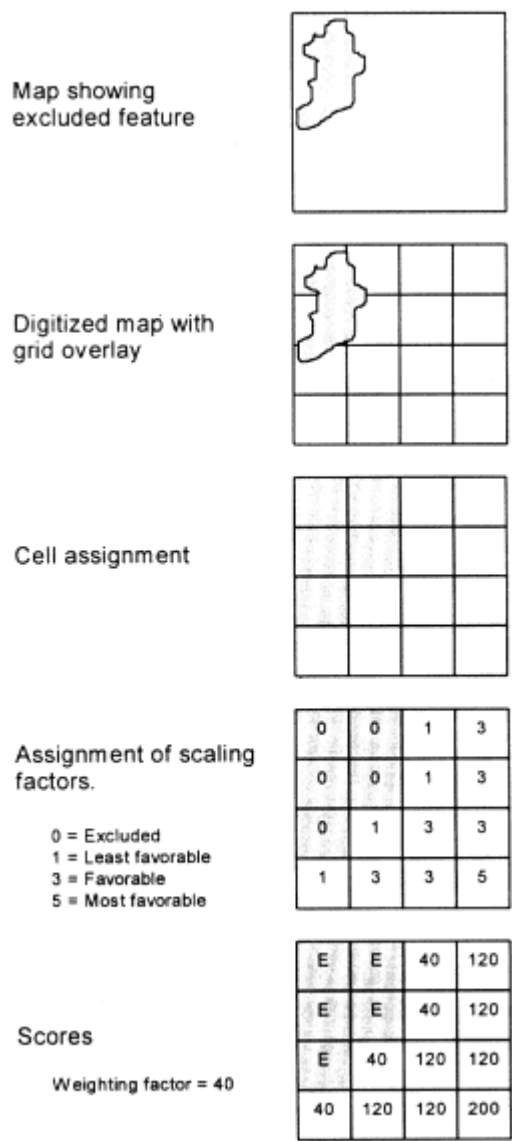 Map showing
excluded feature
Digitized map with
grid overlay
Cell assignment
Assignment of scaling
factors.
0 = Excluded
1 = Least favorable
3 = Favorable
5 = Most favorable
0 0 1 3
0 0 1 3
0 1 3 3
1 3 3 5
Scores
Weighting factor = 40
E E 40 120
E E 40 120
E 40 120 120
40 120 120 200